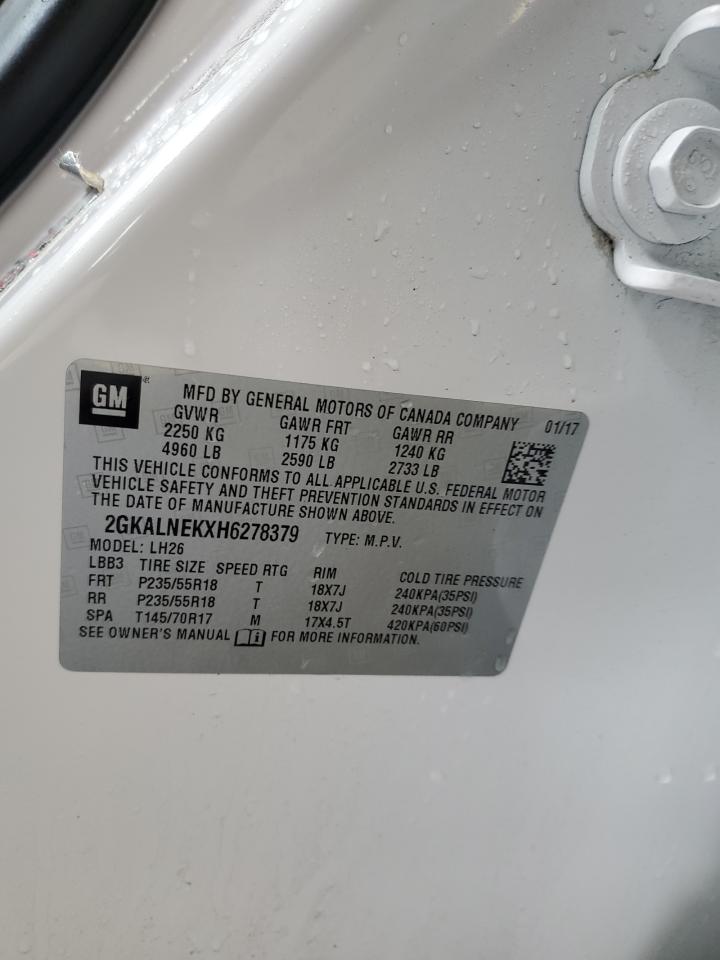 GM
MFD BY GENERAL MOTORS OF CANADA COMPANY 01/17
GVWR GAWR FRT GAWR RR
2250 KG 1175 KG 1240 KG
4960 LB 2590 LB 2733 LB
THIS VEHICLE CONFORMS TO ALL APPLICABLE U.S. FEDERAL MOTOR
VEHICLE SAFETY AND THEFT PREVENTION STANDARDS IN EFFECT ON
THE DATE OF MANUFACTURE SHOWN ABOVE.
2GKALNEKXH6278379 TYPE: M.P.V.
MODEL: LH26
LBB3 TIRE SIZE SPEED RTG RIM COLD TIRE PRESSURE
FRT P235/55R18 T 18X7J 240KPA(35PSI)
RR P235/55R18 T 18X7J 240KPA(35PSI)
SPA T145/70R17 M 17X4.5T 420KPA(60PSI)
SEE OWNER'S MANUAL FOR MORE INFORMATION.